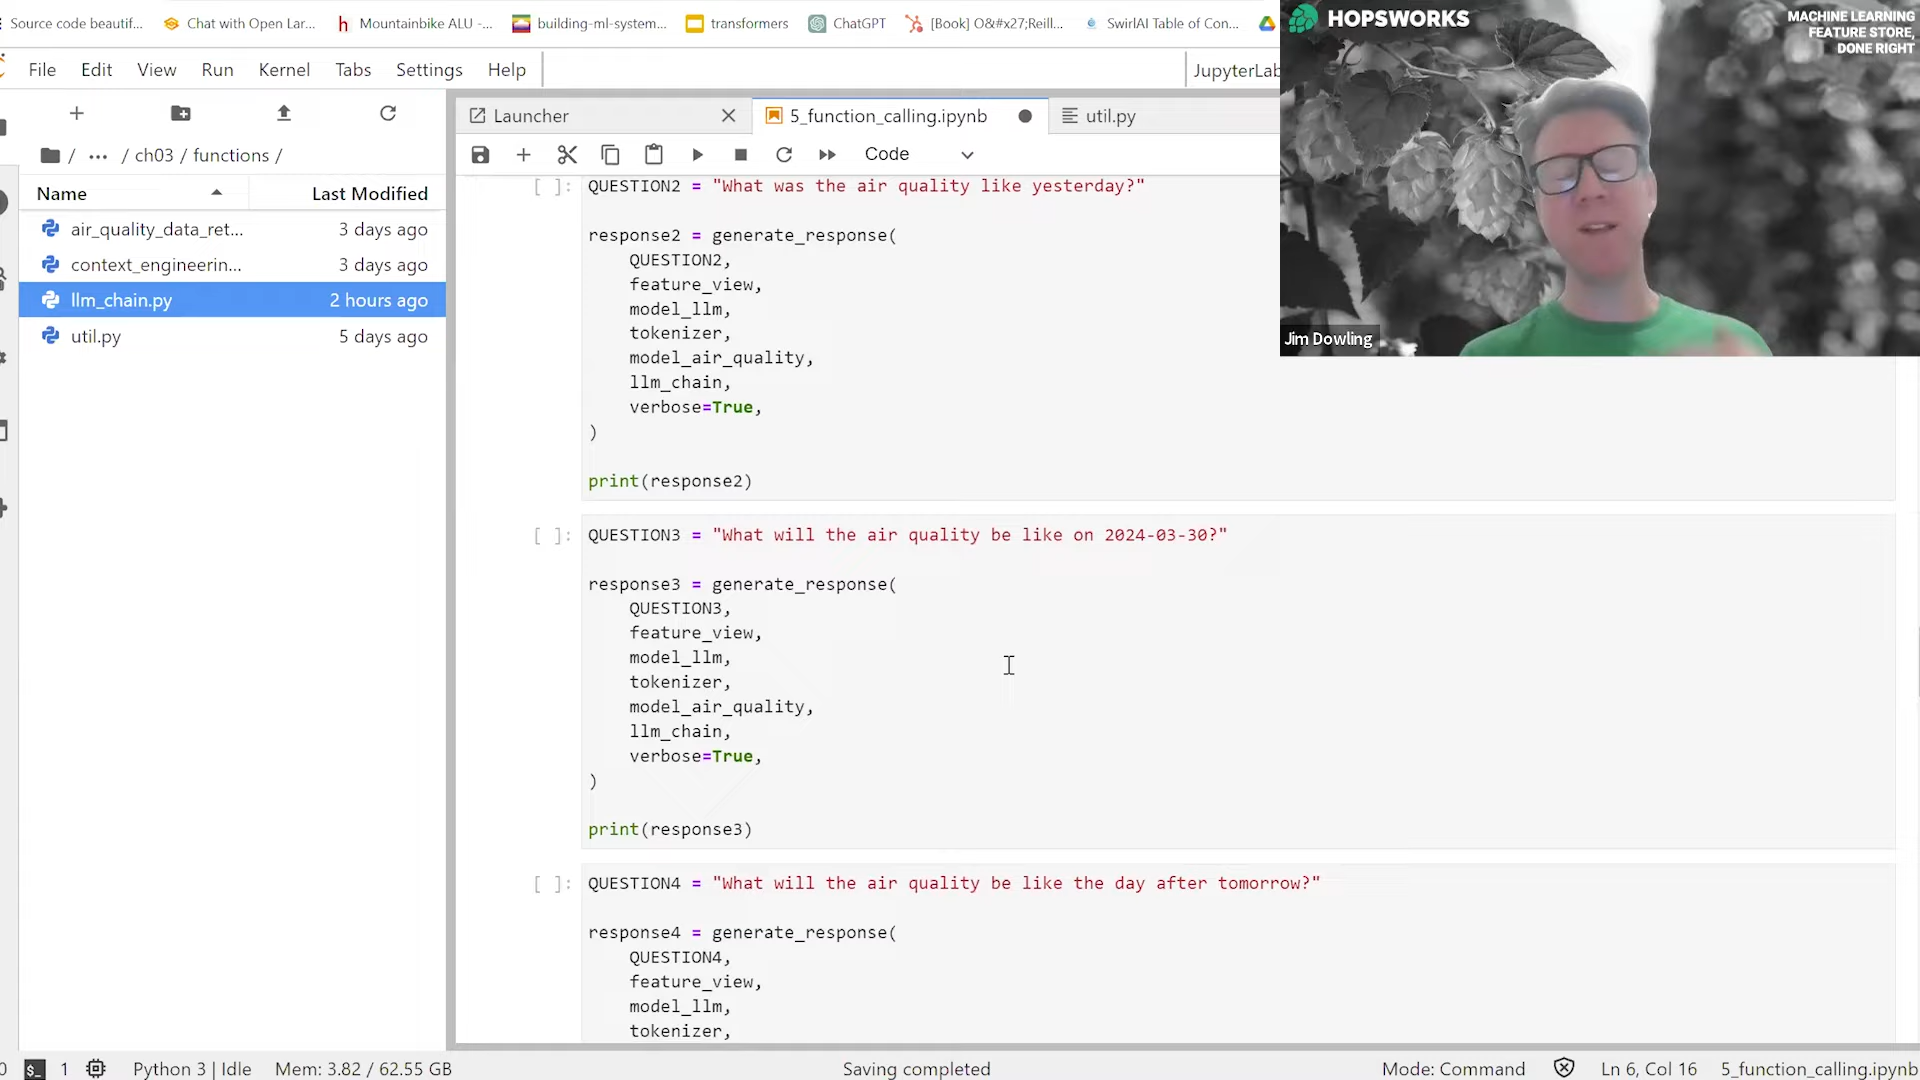 Source code beautif...
Chat with Open Lar...
Mountainbike ALU -...
building-ml-system...
transformers
ChatGPT
[Book] O&#x27;Reill...
SwirlAI Table of Con...
HOPSWORKS
MACHINE LEARNING
FEATURE STORE,
DONE RIGHT
File Edit View Run Kernel Tabs Settings Help
JupyterLab
/ ... / ch03 / functions /
Name Last Modified
air_quality_data_ret... 3 days ago
context_engineerin... 3 days ago
llm_chain.py 2 hours ago
util.py 5 days ago
Launcher
5_function_calling.ipynb
util.py
Code
[ ]: QUESTION2 = "What was the air quality like yesterday?"
response2 = generate_response(
QUESTION2,
feature_view,
model_llm,
tokenizer,
model_air_quality,
llm_chain,
verbose=True,
)
print(response2)
[ ]: QUESTION3 = "What will the air quality be like on 2024-03-30?"
response3 = generate_response(
QUESTION3,
feature_view,
model_llm,
tokenizer,
model_air_quality,
llm_chain,
verbose=True,
)
print(response3)
[ ]: QUESTION4 = "What will the air quality be like the day after tomorrow?"
response4 = generate_response(
QUESTION4,
feature_view,
model_llm,
tokenizer,
Jim Dowling
0 $_ 1 Python 3 | Idle Mem: 3.82 / 62.55 GB Saving completed Mode: Command Ln 6, Col 16 5_function_calling.ipynb